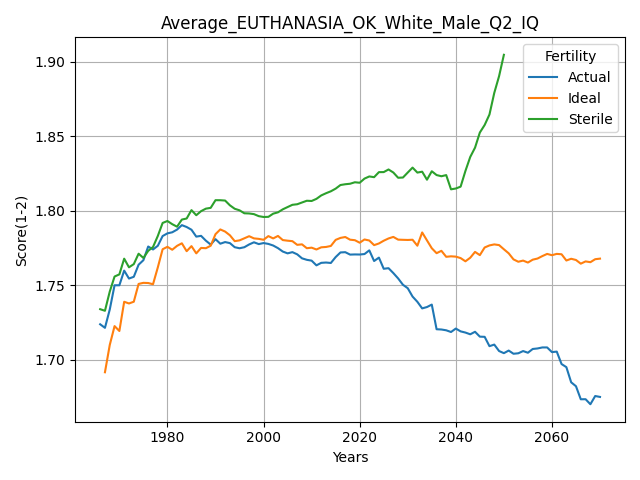 Average_EUTHANASIA_OK_White_Male_Q2_IQ
Fertility
Actual
Ideal
Sterile
Score(1-2)
1.90
1.85
1.80
1.75
1.70
1980 2000 2020 2040 2060
Years